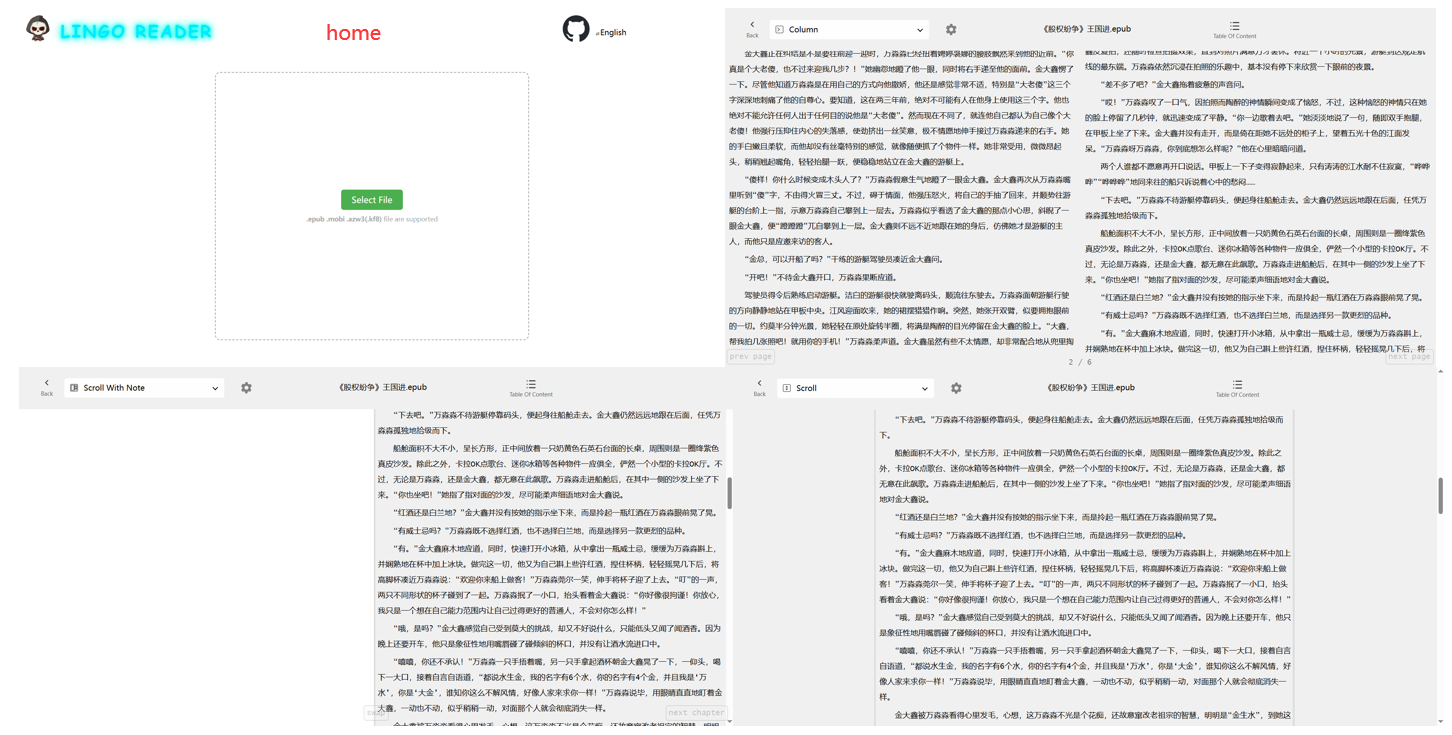 LINGO READER
home
English
Select File
.epub .mobi .azw3(.kf8) file are supported
Back
Column
《股权纷争》王国进.epub
Table Of Content
金大鑫正在纠结是不是要往前迎一迎时，万淼淼已经扭着娉婷袅娜的腰肢飘然来到他的近前。“你
真是个大老傻，也不过来迎我几步？！”她幽怨地瞪了他一眼，同时将右手递至他的面前。金大鑫愣了
一下。尽管他知道万淼淼是在用自己的方式向他撒娇，他还是感觉非常不适，特别是“大老傻”这三个
字深深地刺痛了他的自尊心。要知道，这在两三年前，绝对不可能有人在他身上使用这三个字。他也
绝对不可能允许任何人出于任何目的说他是“大老傻”。然而现在不同了，就连他自己都认为自己像个大
老傻！他强行压抑住内心的失落感，使劲挤出一丝笑意，极不情愿地伸手接过万淼淼递来的右手。她
的手白嫩且柔软，而他却没有丝毫特别的感觉，就像随便抓了个物件一样。她非常受用，微微昂起
头，稍稍翘起嘴角，轻轻抬腿一跃，便稳稳地站立在金大鑫的游艇上。
“傻样！你什么时候变成木头人了？”万淼淼假意生气地瞪了一眼金大鑫。金大鑫再次从万淼淼嘴
里听到“傻”字，不由得火冒三丈。不过，碍于情面，他强压怒火，将自己的手抽了回来，并顺势往游
艇的台阶上一指，示意万淼淼自己攀到上一层去。万淼淼似乎看透了金大鑫的那点小心思，斜睨了一
眼金大鑫，便“蹬蹬蹬”兀自攀到上一层。金大鑫则不远不近地跟在她的身后，仿佛她才是游艇的主
人，而他只是应邀来访的客人。
“金总，可以开船了吗？”干练的游艇驾驶员凑近金大鑫问。
“开吧！”不待金大鑫开口，万淼淼果断应道。
驾驶员得令后熟练启动游艇。洁白的游艇很快就驶离码头，顺流往东驶去。万淼淼面朝游艇行驶
的方向静静地站在甲板中央。江风迎面吹来，她的裙摆猎猎作响。突然，她张开双臂，似要拥抱眼前
的一切。约莫半分钟光景，她轻轻在原处旋转半圈，将满是陶醉的目光停留在金大鑫的脸上。“大鑫，
帮我拍几张照吧！就用你的手机！”万淼淼柔声道。金大鑫虽然有些不太情愿，却非常配合地从兜里掏
prev page
线的最东端。万淼淼依然沉浸在拍照的乐趣中，基本没有停下来欣赏一下眼前的夜景。
“差不多了吧？”金大鑫拖着疲惫的声音问。
“哎！”万淼淼叹了一口气，因拍照而陶醉的神情瞬间变成了恼怒，不过，这种恼怒的神情只在她
的脸上停留了几秒钟，就迅速变成了平静。“你一边歇着去吧。”她淡淡地说了一句，随即双手抱腿，
在甲板上坐了下来。金大鑫并没有走开，而是倚在距她不远处的柜子上，望着五光十色的江面发
呆。“万淼淼呀万淼淼，你到底想怎么样呢？”他在心里暗暗问道。
两个人谁都不愿意再开口说话。甲板上一下子变得寂静起来，只有涛涛的江水耐不住寂寞，“哗哗
哗”“哗哗哗”地同来往的船只诉说着心中的愁闷……
“下去吧。”万淼淼不待游艇停靠码头，便起身往船舱走去。金大鑫仍然远远地跟在后面，任凭万
淼淼孤独地拾级而下。
船舱面积不大不小，呈长方形，正中间放着一只奶黄色石英石台面的长桌，周围则是一圈绛紫色
真皮沙发。除此之外，卡拉OK点歌台、迷你冰箱等各种物件一应俱全，俨然一个小型的卡拉OK厅。不
过，无论是万淼淼，还是金大鑫，都无意在此飙歌。万淼淼走进船舱后，在其中一侧的沙发上坐了下
来。“你也坐吧！”她指了指对面的沙发，尽可能柔声细语地对金大鑫说。
“红酒还是白兰地？”金大鑫并没有按她的指示坐下来，而是拎起一瓶红酒在万淼淼眼前晃了晃。
“有威士忌吗？”万淼淼既不选择红酒，也不选择白兰地，而是选择另一款更烈的品种。
“有。”金大鑫麻木地应道，同时，快速打开小冰箱，从中拿出一瓶威士忌，缓缓为万淼淼斟上，
并娴熟地在杯中加上冰块。做完这一切，他又为自己斟上些许红酒，捏住杯柄，轻轻摇晃几下后，将
next page
2 / 6
Back
Scroll With Note
《股权纷争》王国进.epub
Table Of Content
“下去吧。”万淼淼不待游艇停靠码头，便起身往船舱走去。金大鑫仍然远远地跟在后面，任凭万
淼淼孤独地拾级而下。
船舱面积不大不小，呈长方形，正中间放着一只奶黄色石英石台面的长桌，周围则是一圈绛紫色
真皮沙发。除此之外，卡拉OK点歌台、迷你冰箱等各种物件一应俱全，俨然一个小型的卡拉OK厅。不
过，无论是万淼淼，还是金大鑫，都无意在此飙歌。万淼淼走进船舱后，在其中一侧的沙发上坐了下
来。“你也坐吧！”她指了指对面的沙发，尽可能柔声细语地对金大鑫说。
“红酒还是白兰地？”金大鑫并没有按她的指示坐下来，而是拎起一瓶红酒在万淼淼眼前晃了晃。
“有威士忌吗？”万淼淼既不选择红酒，也不选择白兰地，而是选择另一款更烈的品种。
“有。”金大鑫麻木地应道，同时，快速打开小冰箱，从中拿出一瓶威士忌，缓缓为万淼淼斟上，
并娴熟地在杯中加上冰块。做完这一切，他又为自己斟上些许红酒，捏住杯柄，轻轻摇晃几下后，将
高脚杯凑近万淼淼说：“欢迎你来船上做客！”万淼淼莞尔一笑，伸手将杯子迎了上去。“叮”的一声，
两只不同形状的杯子碰到了一起。万淼淼抿了一小口，抬头看着金大鑫说：“你好像很拘谨！你放心，
我只是一个想在自己能力范围内让自己过得更好的普通人，不会对你怎么样！”
“哦，是吗？”金大鑫感觉自己受到莫大的挑战，却又不好说什么，只能低头又闻了闻酒香。因为
晚上还要开车，他只是象征性地用嘴唇碰了碰倾斜的杯口，并没有让酒水流进口中。
“嘻嘻，你还不承认！”万淼淼一只手捂着嘴，另一只手拿起酒杯朝金大鑫晃了一下，一仰头，喝
下一大口，接着自言自语道，“都说水生金，我的名字有6个水，你的名字有4个金，并且我是‘万
水’，你是‘大金’，谁知你这么不解风情，好像人家来求你一样！”万淼淼说毕，用眼睛直直地盯着金
大鑫，一动也不动，似乎稍稍一动，对面那个人就会彻底消失一样。
swap
next chapter
Back
Scroll
《股权纷争》王国进.epub
Table Of Content
“下去吧。”万淼淼不待游艇停靠码头，便起身往船舱走去。金大鑫仍然远远地跟在后面，任凭万淼淼孤独地拾级而
下。
船舱面积不大不小，呈长方形，正中间放着一只奶黄色石英石台面的长桌，周围则是一圈绛紫色真皮沙发。除此之
外，卡拉OK点歌台、迷你冰箱等各种物件一应俱全，俨然一个小型的卡拉OK厅。不过，无论是万淼淼，还是金大鑫，都
无意在此飙歌。万淼淼走进船舱后，在其中一侧的沙发上坐了下来。“你也坐吧！”她指了指对面的沙发，尽可能柔声细语
地对金大鑫说。
“红酒还是白兰地？”金大鑫并没有按她的指示坐下来，而是拎起一瓶红酒在万淼淼眼前晃了晃。
“有威士忌吗？”万淼淼既不选择红酒，也不选择白兰地，而是选择另一款更烈的品种。
“有。”金大鑫麻木地应道，同时，快速打开小冰箱，从中拿出一瓶威士忌，缓缓为万淼淼斟上，并娴熟地在杯中加上
冰块。做完这一切，他又为自己斟上些许红酒，捏住杯柄，轻轻摇晃几下后，将高脚杯凑近万淼淼说：“欢迎你来船上做
客！”万淼淼莞尔一笑，伸手将杯子迎了上去。“叮”的一声，两只不同形状的杯子碰到了一起。万淼淼抿了一小口，抬头
看着金大鑫说：“你好像很拘谨！你放心，我只是一个想在自己能力范围内让自己过得更好的普通人，不会对你怎么样！”
“哦，是吗？”金大鑫感觉自己受到莫大的挑战，却又不好说什么，只能低头又闻了闻酒香。因为晚上还要开车，他只
是象征性地用嘴唇碰了碰倾斜的杯口，并没有让酒水流进口中。
“嘻嘻，你还不承认！”万淼淼一只手捂着嘴，另一只手拿起酒杯朝金大鑫晃了一下，一仰头，喝下一大口，接着自言
自语道，“都说水生金，我的名字有6个水，你的名字有4个金，并且我是‘万水’，你是‘大金’，谁知你这么不解风情，好
像人家来求你一样！”万淼淼说毕，用眼睛直直地盯着金大鑫，一动也不动，似乎稍稍一动，对面那个人就会彻底消失一
样。
金大鑫被万淼淼看得心里发毛，心想，这万淼淼不光是个花痴，还故意窜改老祖宗的智慧，明明是“金生水”，到她这